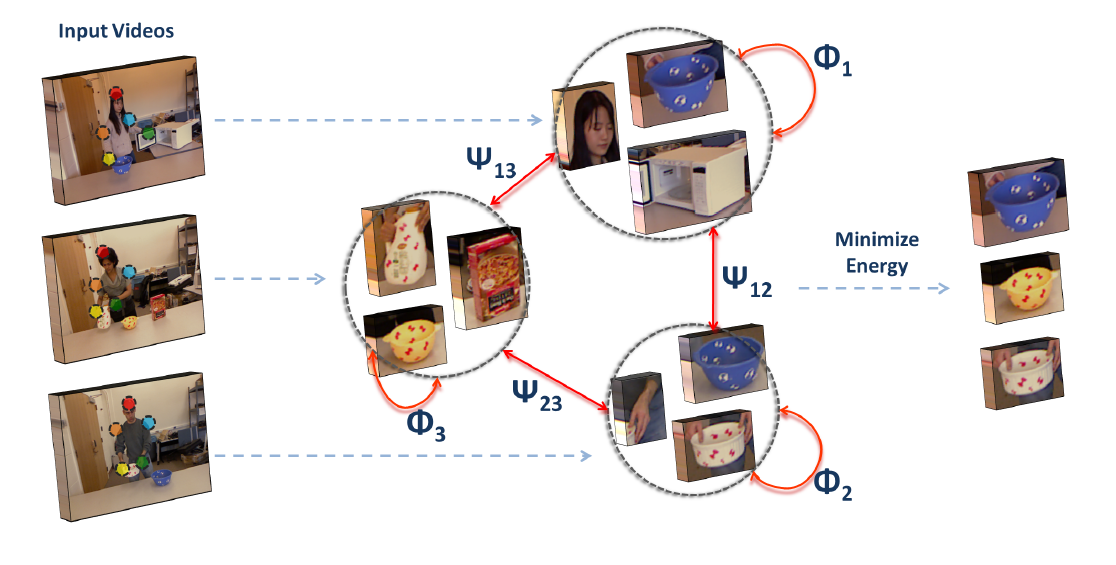 Input Videos
Φ1
Ψ13
Minimize
Energy
Ψ12
Ψ23
Φ3
Φ2